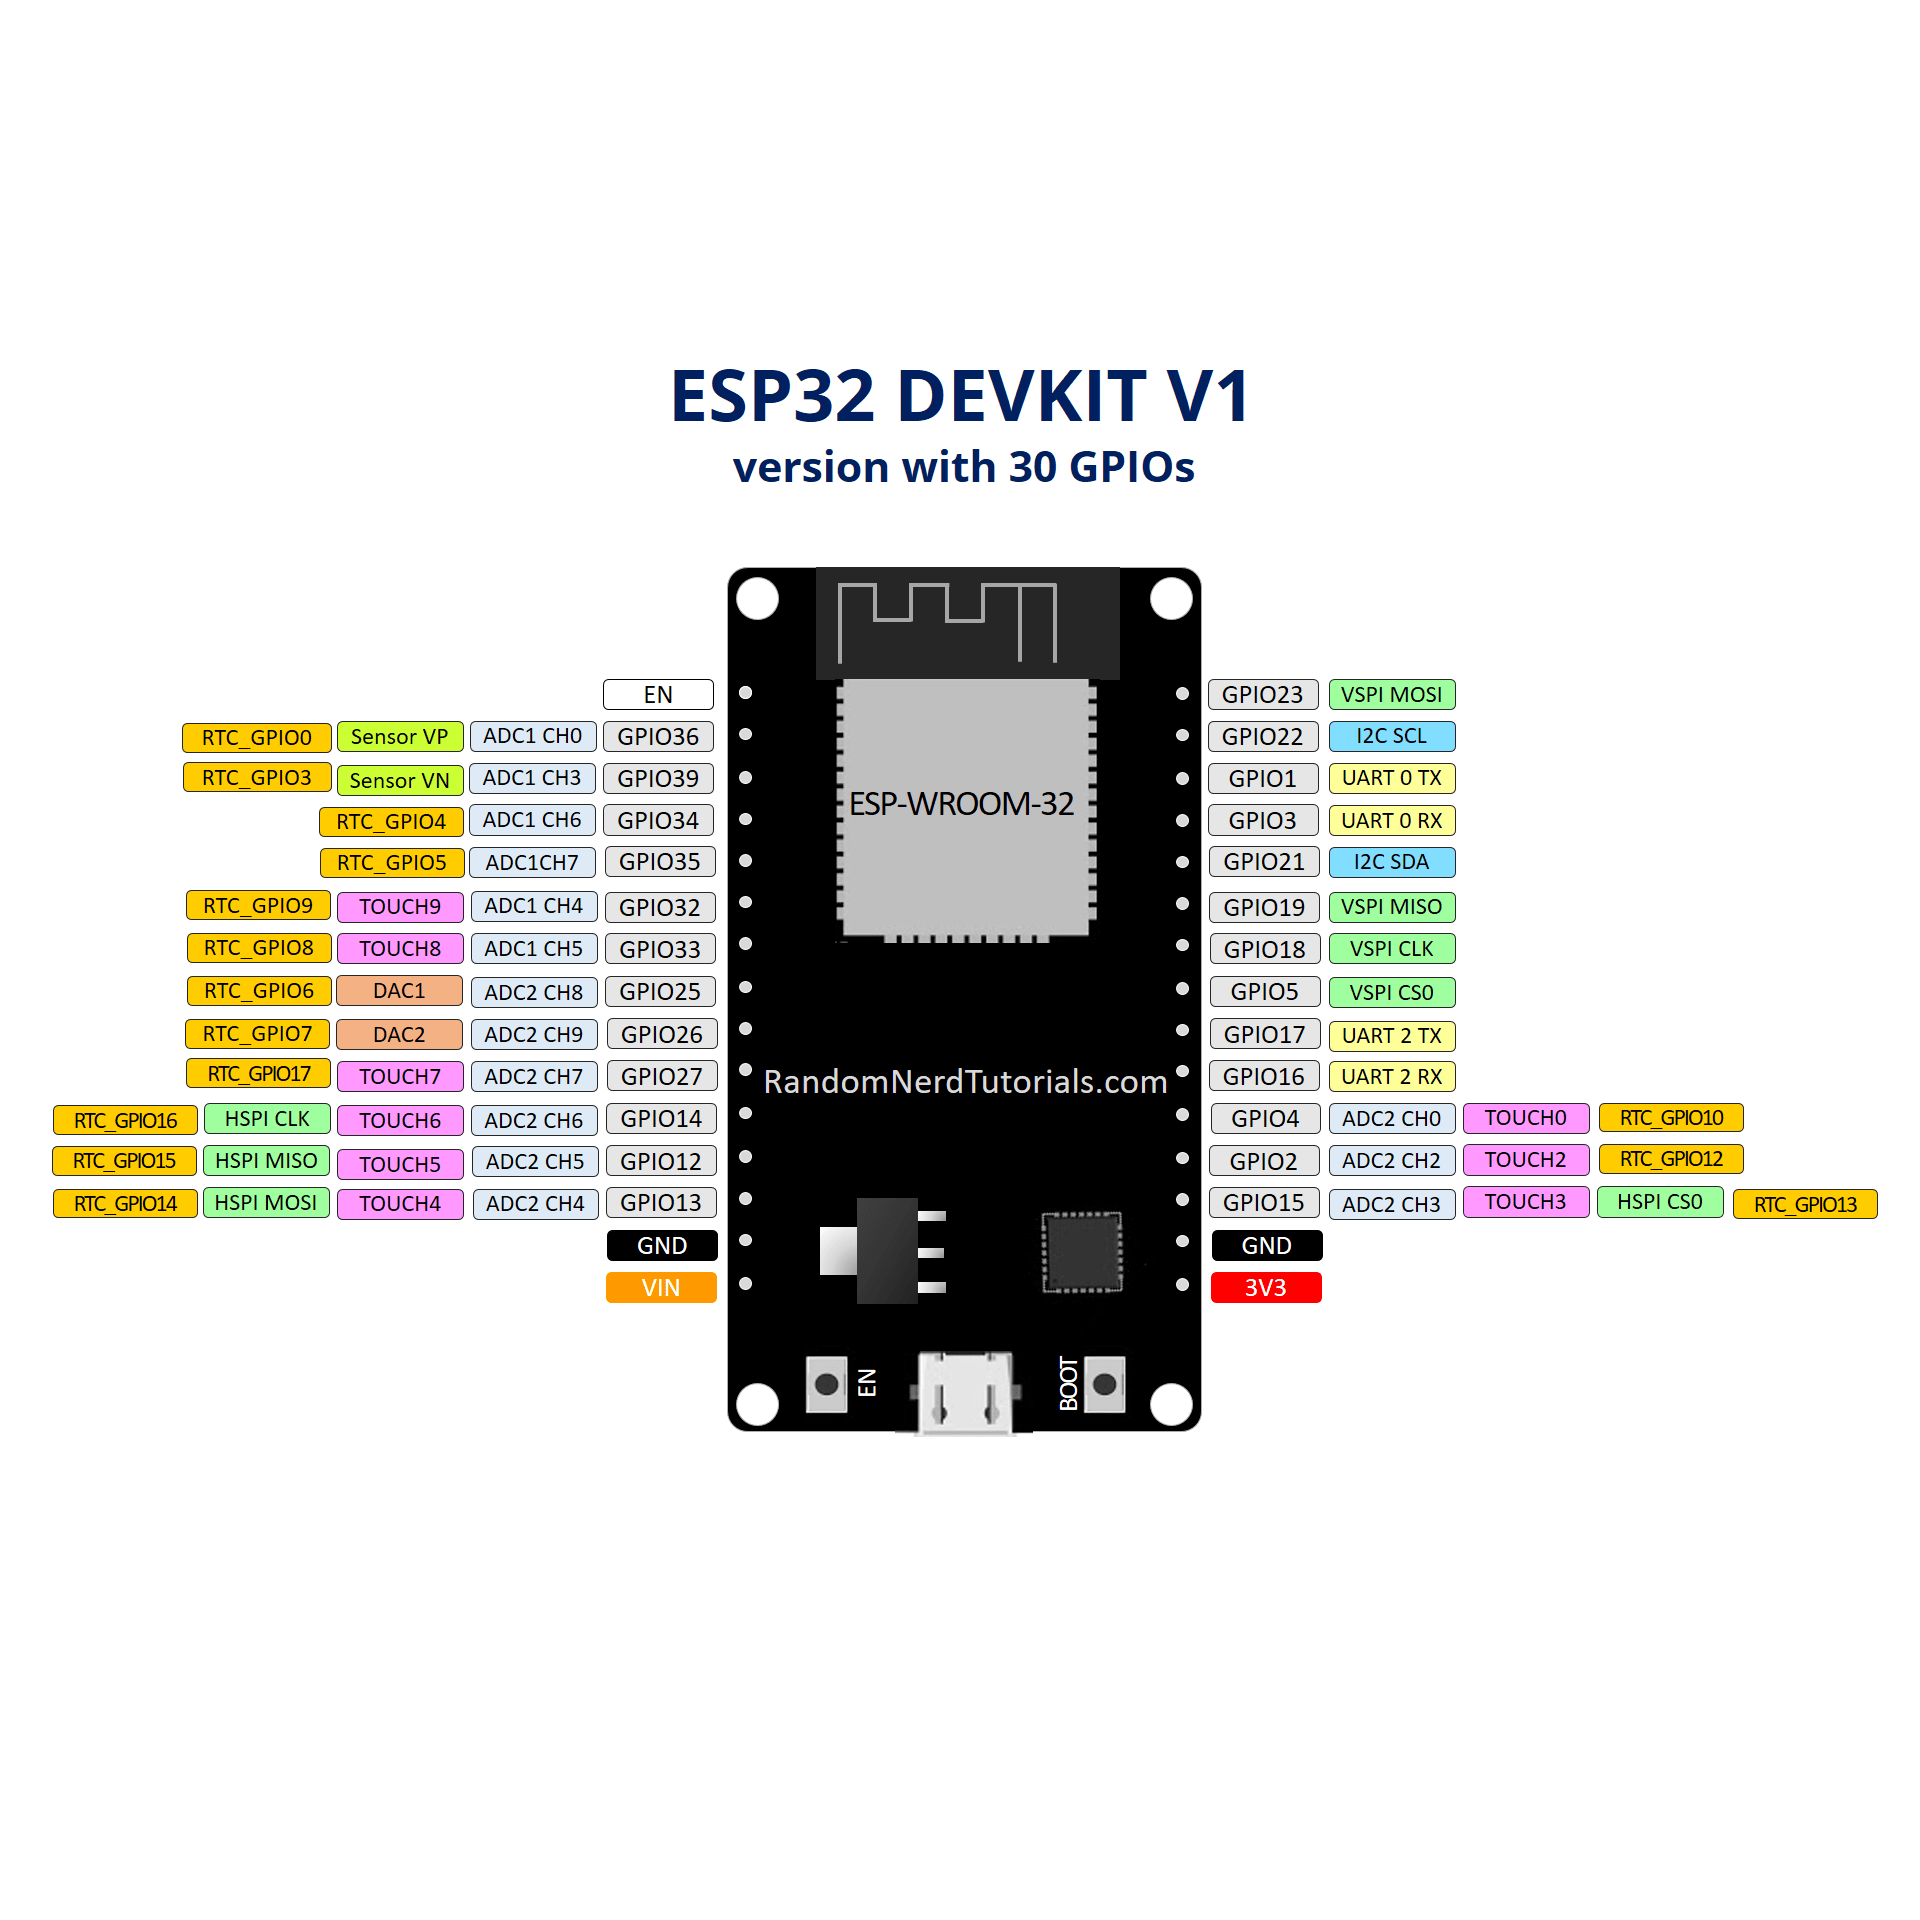 ESP32 DEVKIT V1
version with 30 GPIOs
EN GPIO23 VSPI MOSI
RTC_GPIO0 Sensor VP ADC1 CH0 GPIO36 GPIO22 I2C SCL
RTC_GPIO3 Sensor VN ADC1 CH3 GPIO39 GPIO1 UART 0 TX
RTC_GPIO4 ADC1 CH6 GPIO34 ESP-WROOM-32 GPIO3 UART 0 RX
RTC_GPIO5 ADC1CH7 GPIO35 GPIO21 I2C SDA
RTC_GPIO9 TOUCH9 ADC1 CH4 GPIO32 GPIO19 VSPI MISO
RTC_GPIO8 TOUCH8 ADC1 CH5 GPIO33 GPIO18 VSPI CLK
RTC_GPIO6 DAC1 ADC2 CH8 GPIO25 GPIO5 VSPI CS0
RTC_GPIO7 DAC2 ADC2 CH9 GPIO26 GPIO17 UART 2 TX
RTC_GPIO17 TOUCH7 ADC2 CH7 GPIO27 RandomNerdTutorials.com GPIO16 UART 2 RX
RTC_GPIO16 HSPI CLK TOUCH6 ADC2 CH6 GPIO14 GPIO4 ADC2 CH0 TOUCH0 RTC_GPIO10
RTC_GPIO15 HSPI MISO TOUCH5 ADC2 CH5 GPIO12 GPIO2 ADC2 CH2 TOUCH2 RTC_GPIO12
RTC_GPIO14 HSPI MOSI TOUCH4 ADC2 CH4 GPIO13 GPIO15 ADC2 CH3 TOUCH3 HSPI CS0 RTC_GPIO13
GND GND
VIN 3V3
EN BOOT